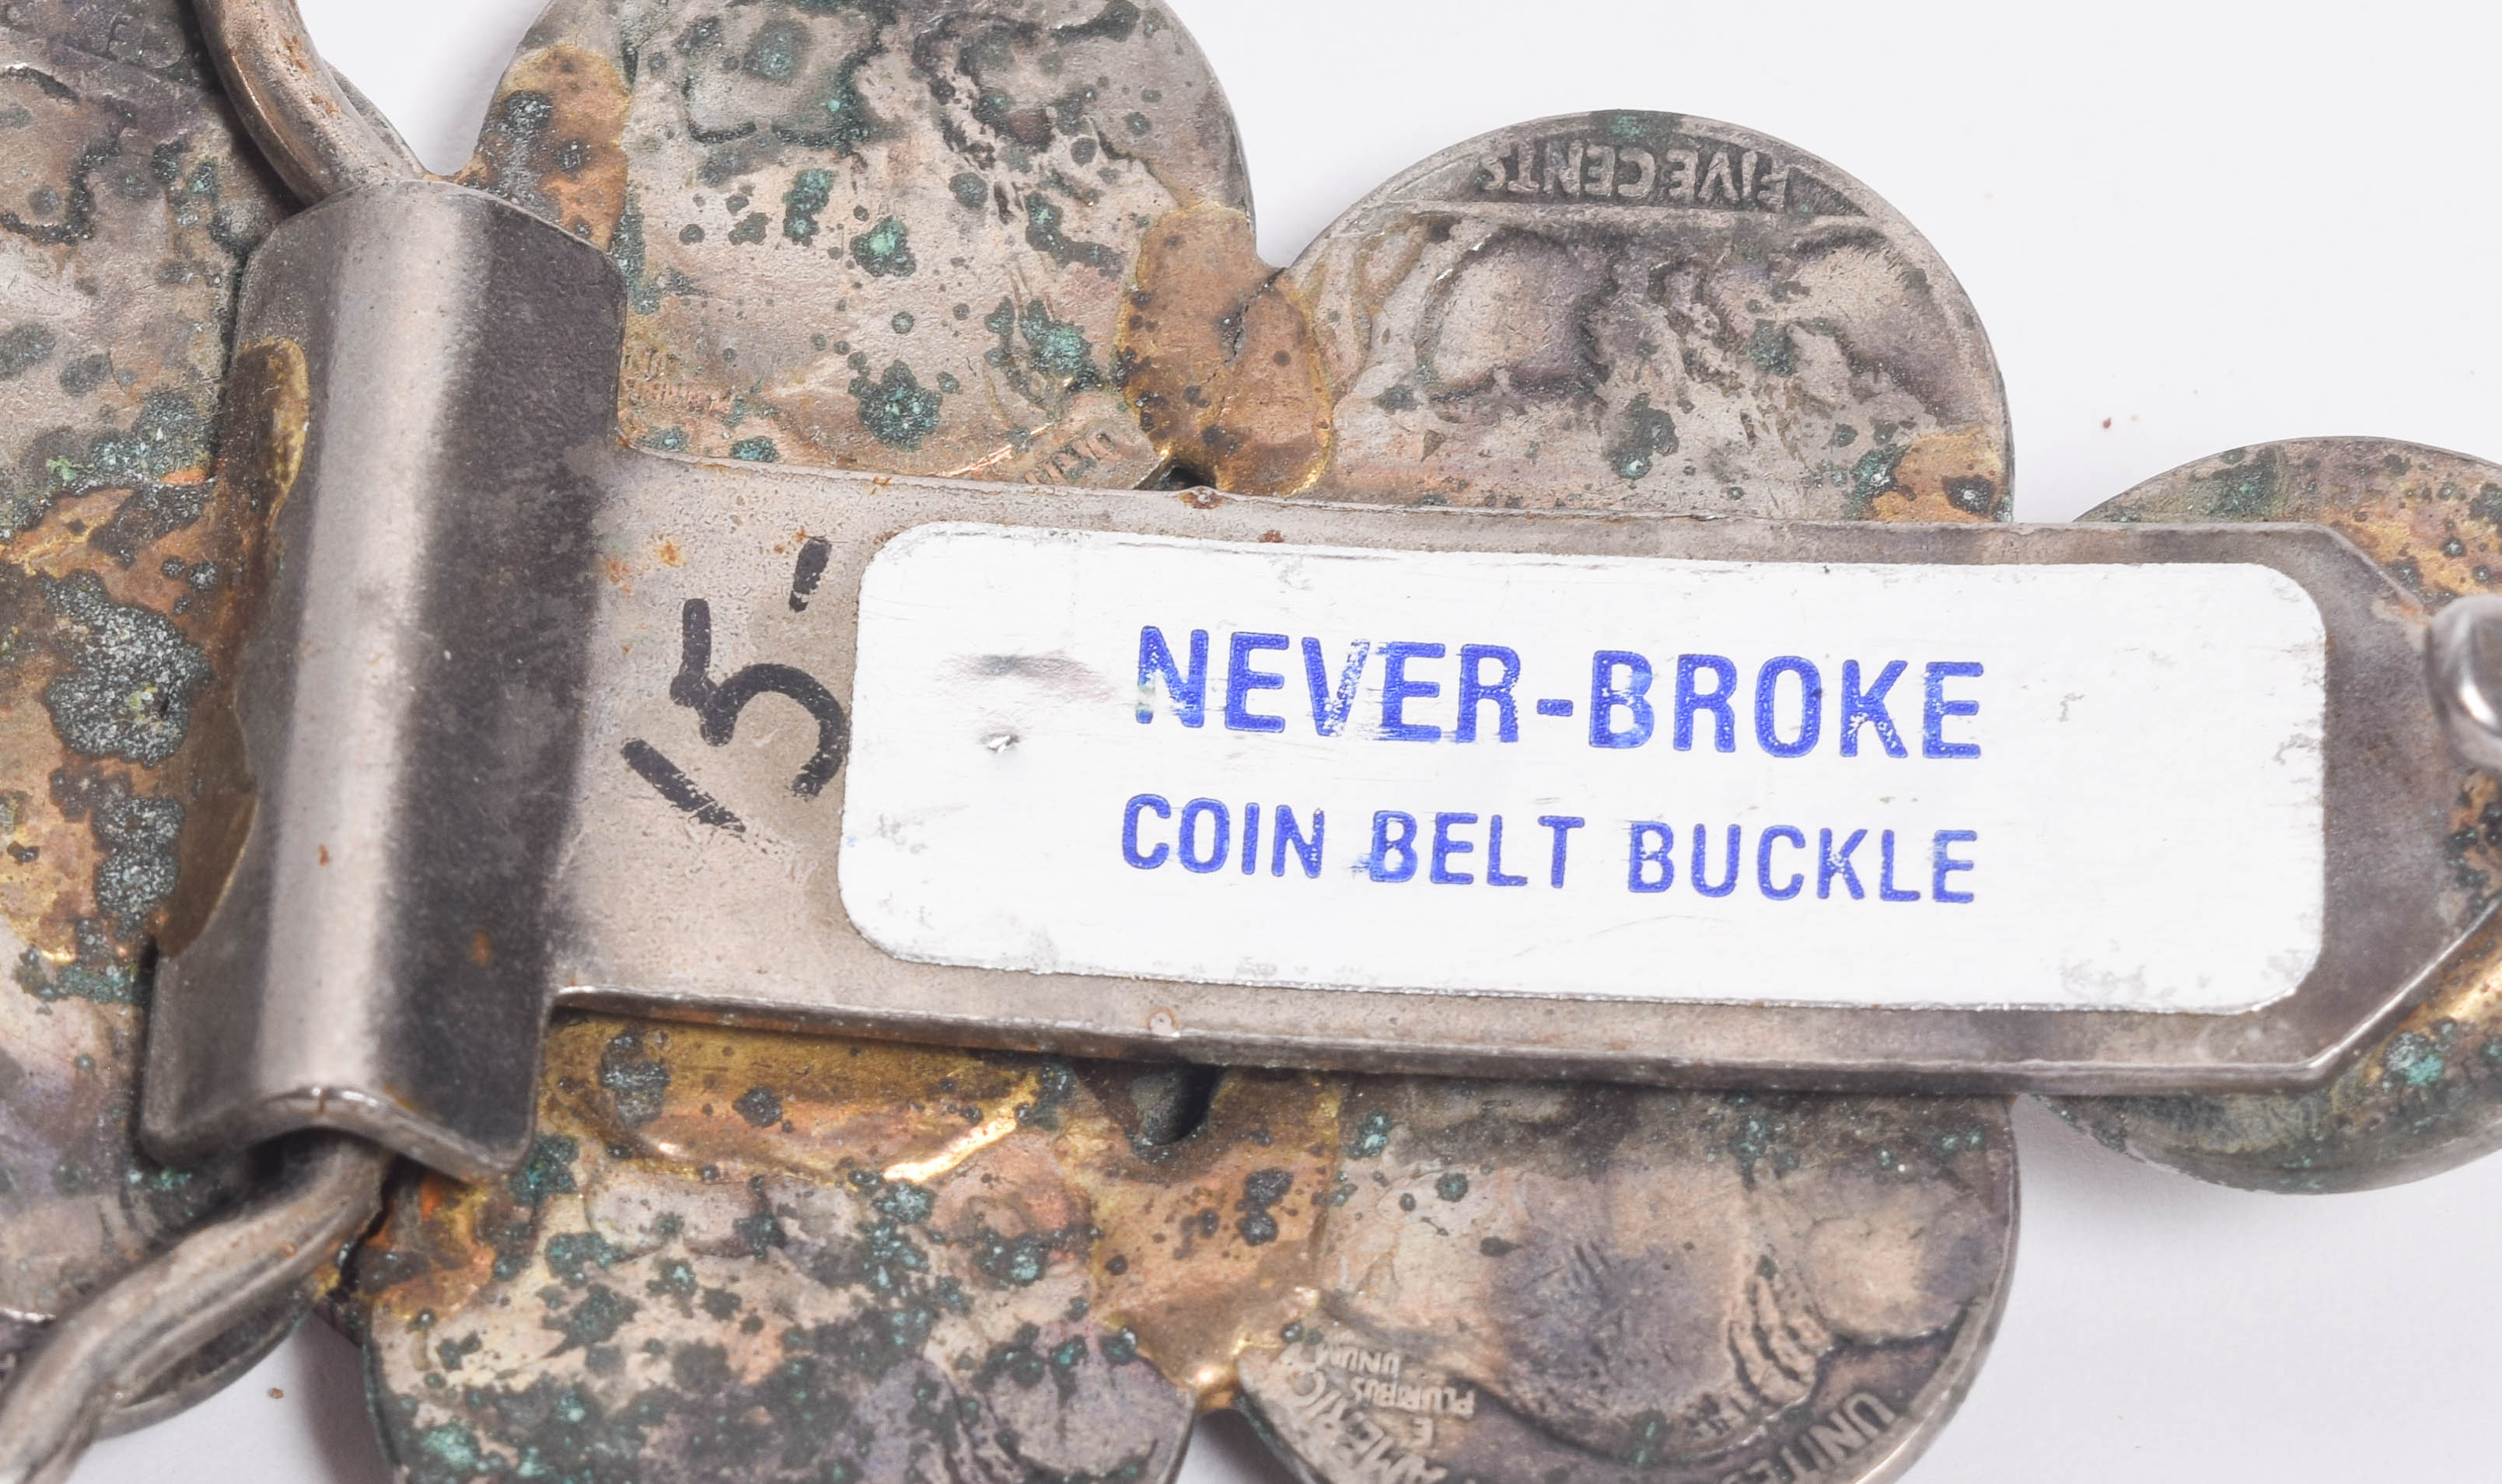 FIVE CENTS
15-
NEVER-BROKE
COIN BELT BUCKLE
E
PLURIBUS
UNUM